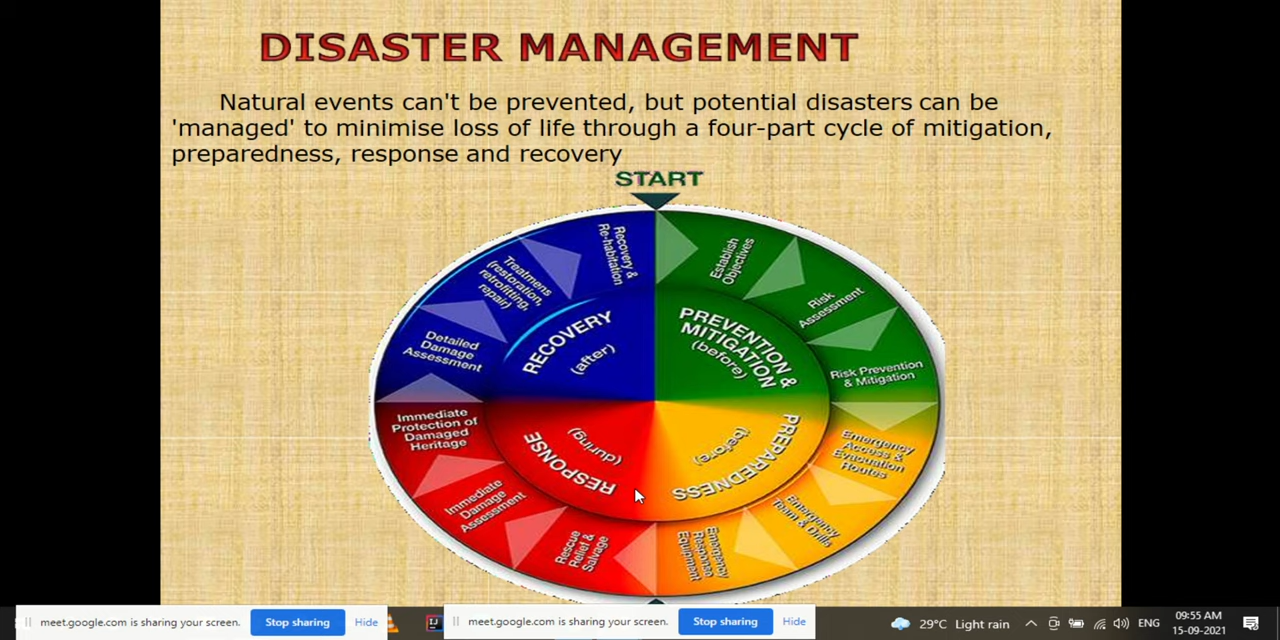 DISASTER MANAGEMENT
Natural events can't be prevented, but potential disasters can be
'managed' to minimise loss of life through a four-part cycle of mitigation,
preparedness, response and recovery
START
Establish
Objectives
Risk
Assessment
Risk Prevention
& Mitigation
PREVENTION &
MITIGATION
(before)
Emergency
Access &
Evacuation
Routes
Emergency
Team & Drills
Emergency
Response
Equipment
PREPAREDNESS
(before)
Rescue
Relief &
Salvage
Immediate
Damage
Assessment
Immediate
Protection of
Damaged
Heritage
RESPONSE
(during)
Detailed
Damage
Assessment
Treatmens
(restoration,
retrofitting,
repair)
Recovery &
Re-habitation
RECOVERY
(after)
meet.google.com is sharing your screen.
Stop sharing
Hide
meet.google.com is sharing your screen.
Stop sharing
Hide
29°C Light rain
ENG
09:55 AM
15-09-2021